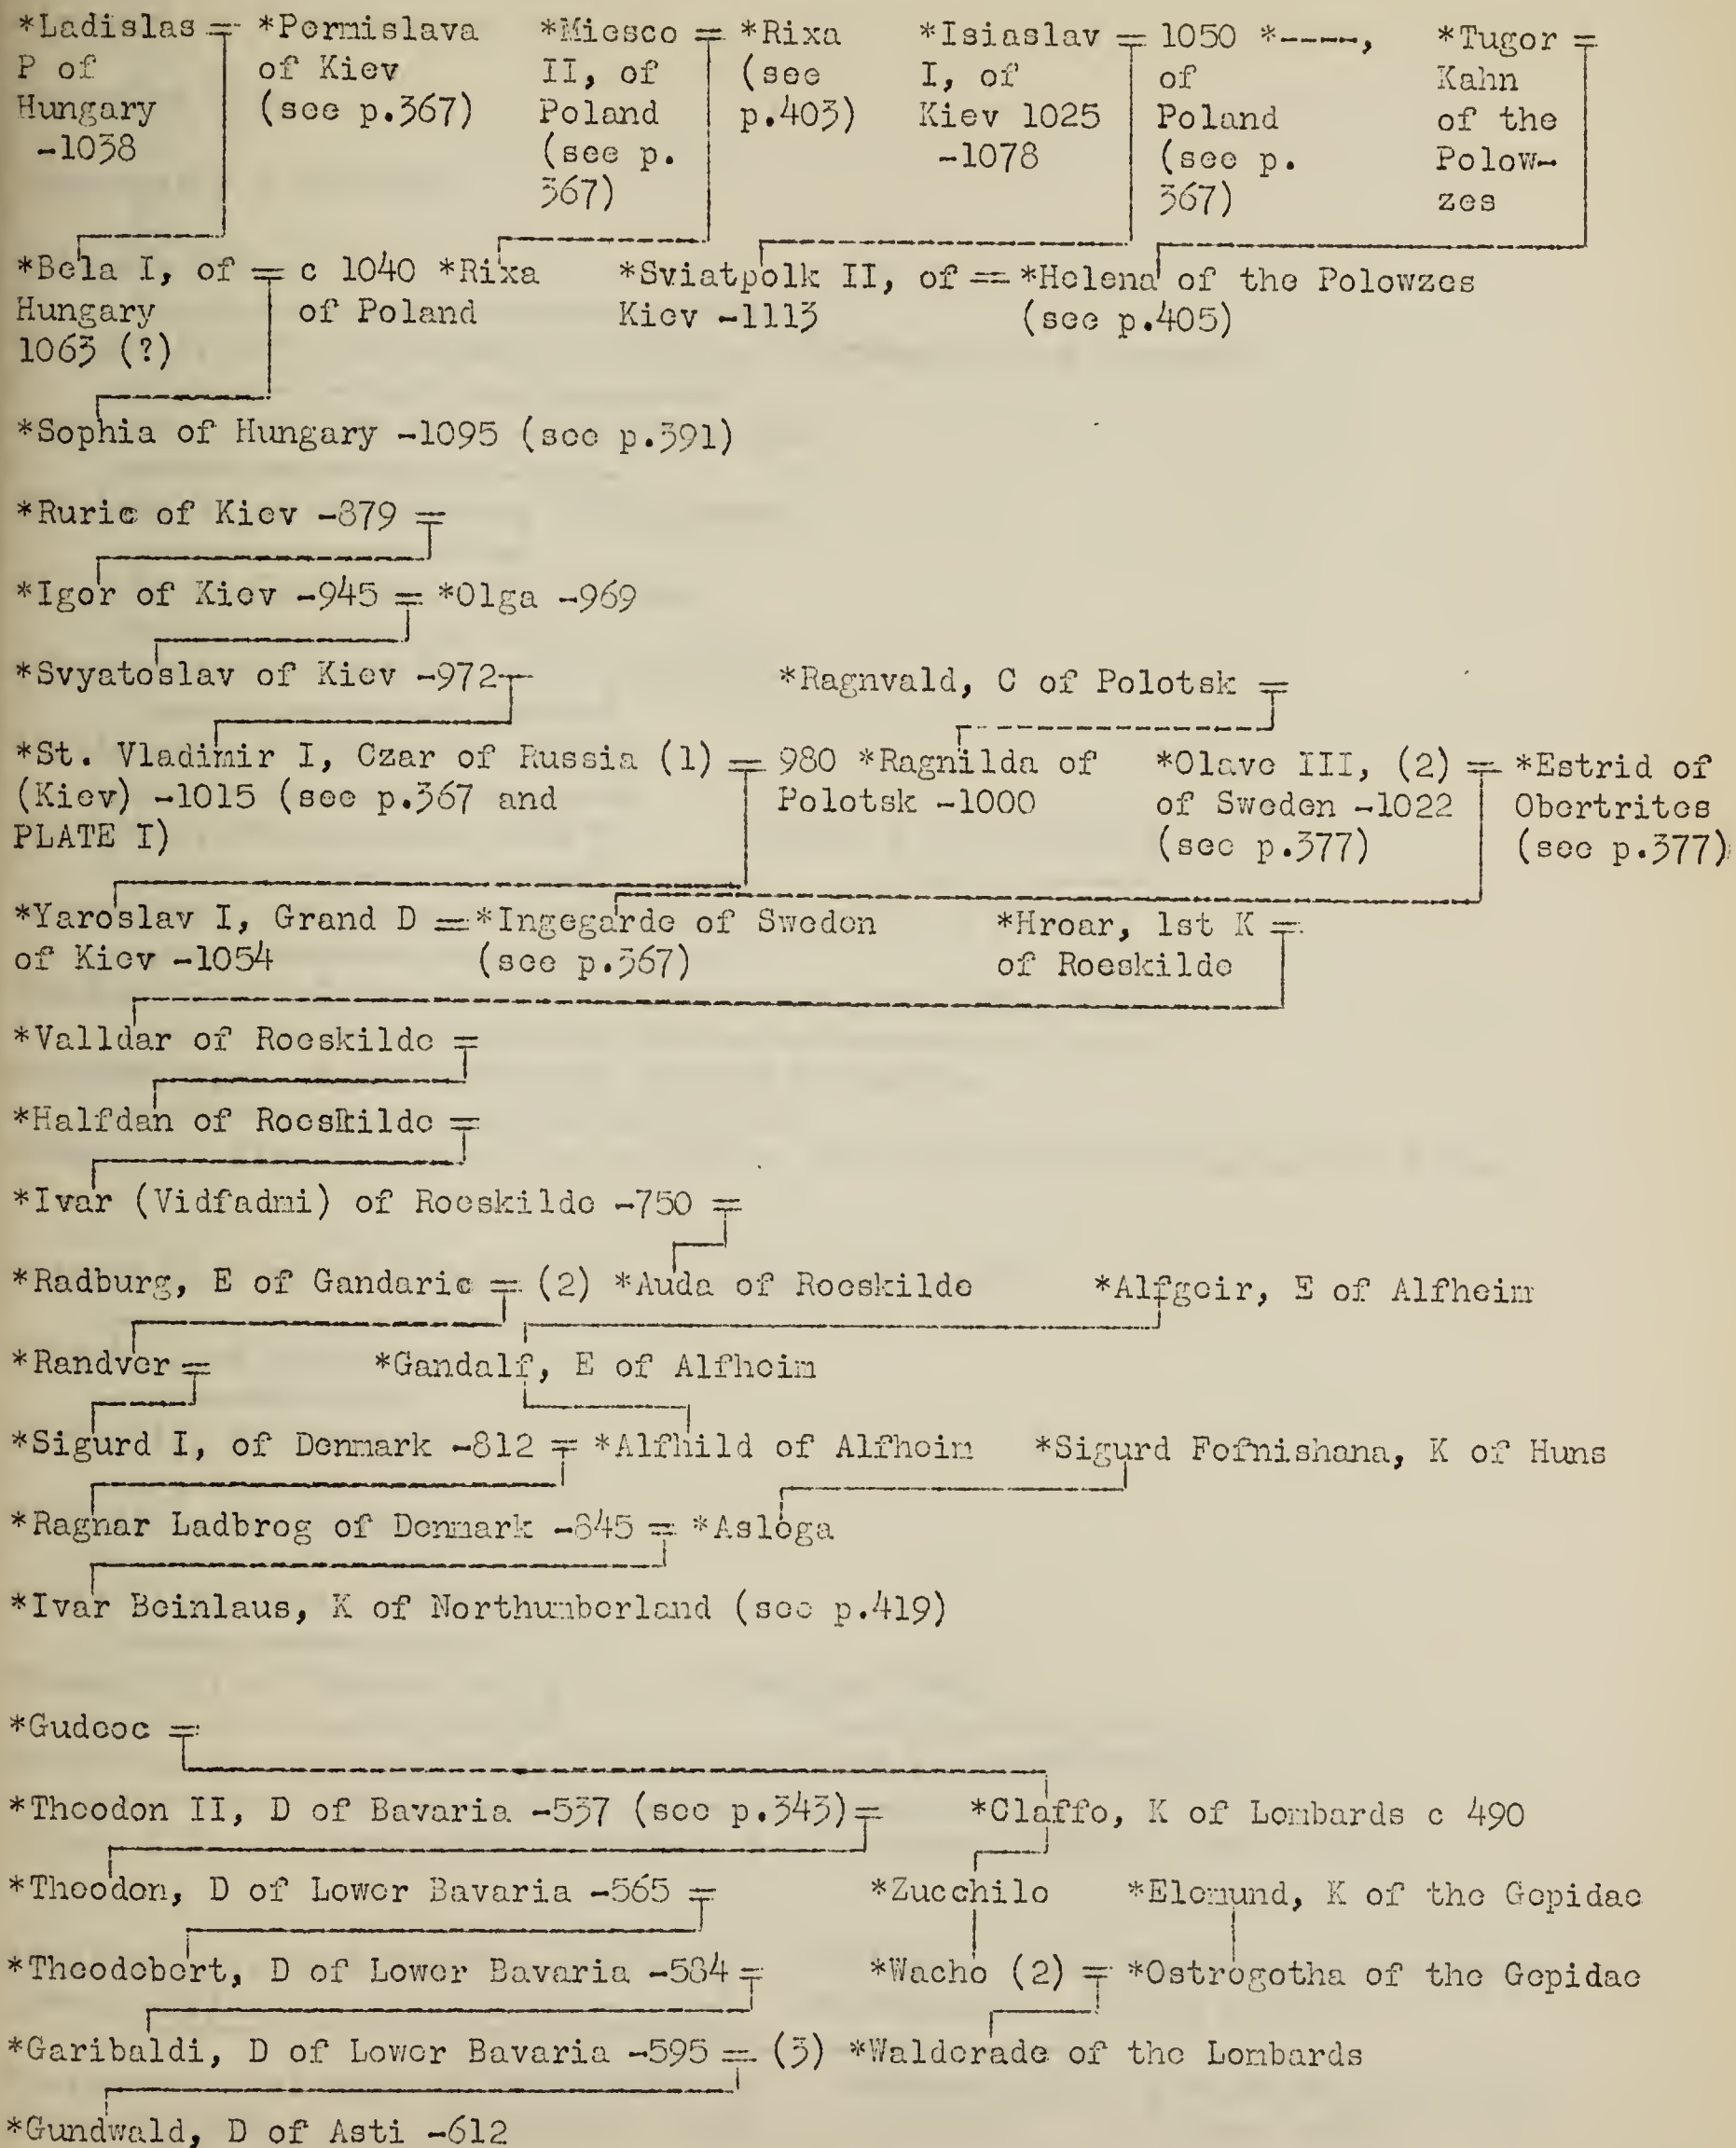 *Ladislas = *Permislava *Miesco = *Rixa *Isiaslav = 1050 *----, *Tugor =
P of of Kiev II, of (see I, of of Kahn
Hungary (see p.367) Poland p.403) Kiev 1025 Poland of the
-1038 (see p. -1078 (see p. Polow-
367) 367) zes
*Bela I, of = c 1040 *Rixa *Sviatpolk II, of == *Helena of the Polowzes
Hungary of Poland Kiev -1113 (see p.405)
1063 (?)
*Sophia of Hungary -1095 (see p.391)
*Ruric of Kiev -879 =
*Igor of Kiev -945 = *Olga -969
*Svyatoslav of Kiev -972 *Ragnvald, C of Polotsk =
*St. Vladimir I, Czar of Russia (1) = 980 *Ragnilda of *Olave III, (2) = *Estrid of
(Kiev) -1015 (see p.367 and Polotsk -1000 of Sweden -1022 Obertrites
PLATE I) (see p.377) (see p.377)
*Yaroslav I, Grand D == *Ingegarde of Sweden *Hroar, 1st K =
of Kiev -1054 (see p.367) of Roeskilde
*Valldar of Roeskilde =
*Halfdan of Roeskilde =
*Ivar (Vidfadmi) of Roeskilde -750 =
*Radburg, E of Gandaric = (2) *Auda of Roeskilde *Alfgeir, E of Alfheim
*Randver = *Gandalf, E of Alfheim
*Sigurd I, of Denmark -812 = *Alfhild of Alfheim *Sigurd Fofnishana, K of Huns
*Ragnar Ladbrog of Denmark -845 = *Asloga
*Ivar Beinlaus, K of Northumberland (see p.419)
*Gudeoc =
*Theodon II, D of Bavaria -537 (see p.343) = *Claffo, K of Lombards c 490
*Theodon, D of Lower Bavaria -565 = *Zucchilo *Elemund, K of the Gepidae
*Theodebert, D of Lower Bavaria -584 = *Wacho (2) = *Ostrogotha of the Gepidae
*Garibaldi, D of Lower Bavaria -595 = (3) *Walderade of the Lombards
*Gundwald, D of Asti -612